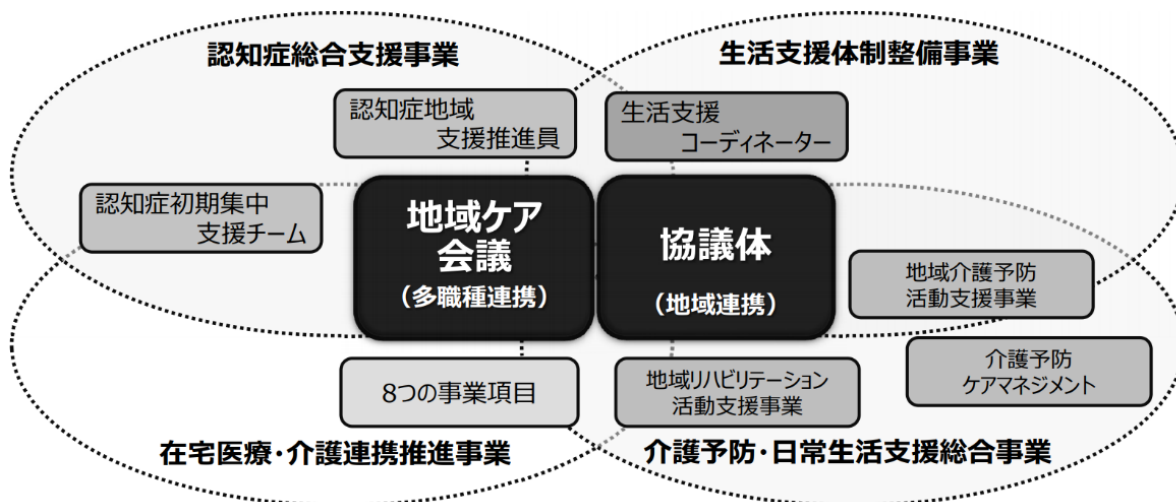 認知症総合支援事業
生活支援体制整備事業
認知症地域
支援推進員
生活支援
コーディネーター
認知症初期集中
支援チーム
地域ケア
会議
（多職種連携）
協議体
（地域連携）
地域介護予防
活動支援事業
8つの事業項目
地域リハビリテーション
活動支援事業
介護予防
ケアマネジメント
在宅医療・介護連携推進事業
介護予防・日常生活支援総合事業